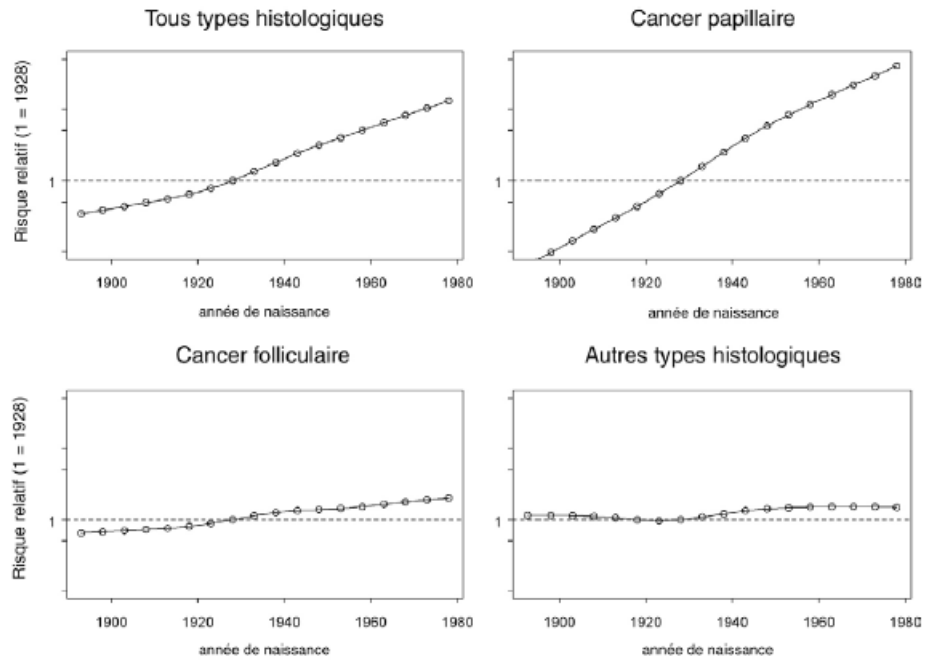 Tous types histologiques
Cancer papillaire
Risque relatif (1 = 1928)
1
1
1900 1920 1940 1960 1980
1900 1920 1940 1960 1980
année de naissance
année de naissance
Cancer folliculaire
Autres types histologiques
Risque relatif (1 = 1928)
1
1
1900 1920 1940 1960 1980
1900 1920 1940 1960 1980
année de naissance
année de naissance